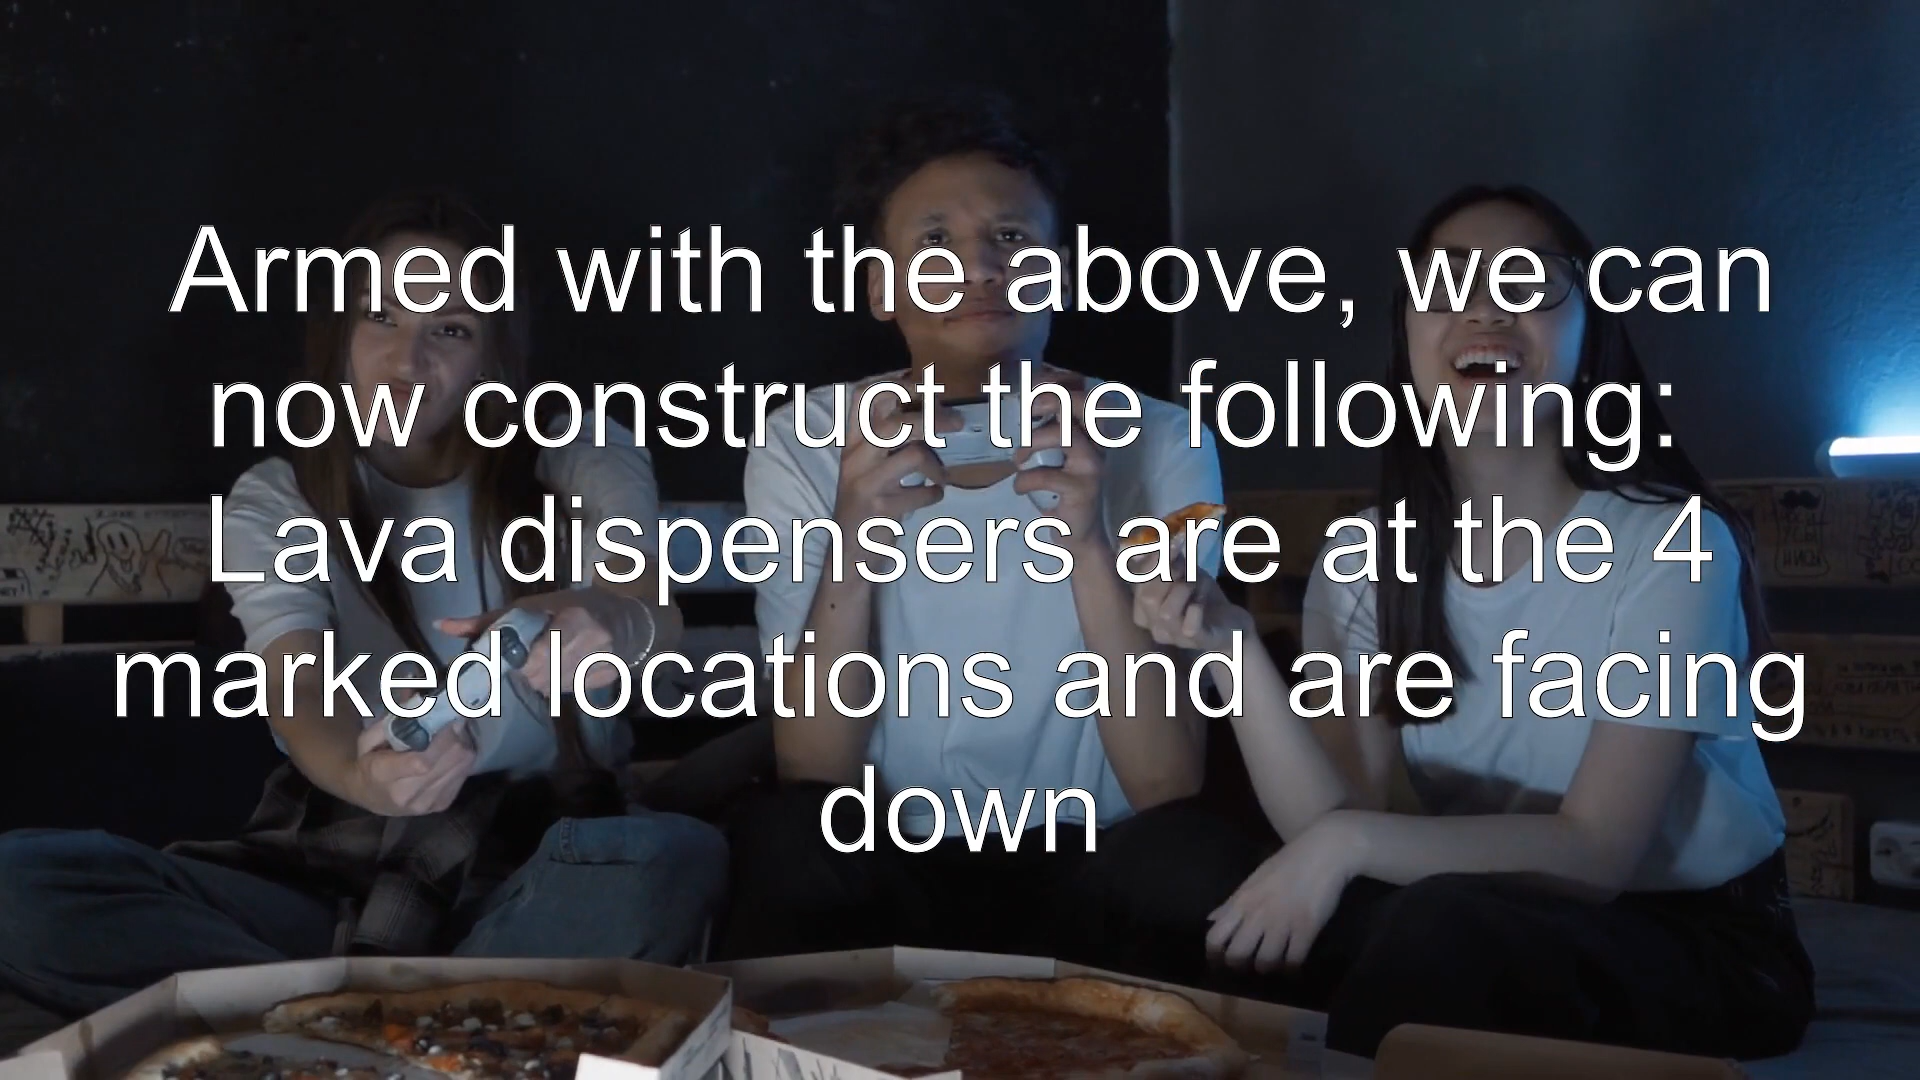 Armed with the above, we can
now construct the following:
Lava dispensers are at the 4
marked locations and are facing
down